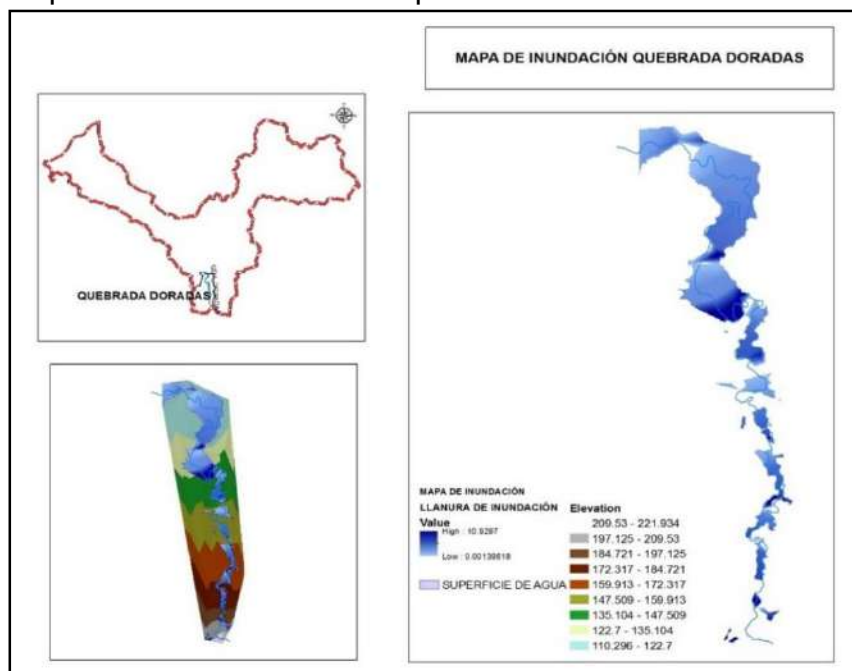 MAPA DE INUNDACIÓN QUEBRADA DORADAS
QUEBRADA DORADAS
MAPA DE INUNDACIÓN
LLANURA DE INUNDACIÓN
Value
High : 10.9287
Low : 0.00139618
SUPERFICIE DE AGUA
Elevation
209.53 - 221.934
197.125 - 209.53
184.721 - 197.125
172.317 - 184.721
159.913 - 172.317
147.509 - 159.913
135.104 - 147.509
122.7 - 135.104
110.296 - 122.7